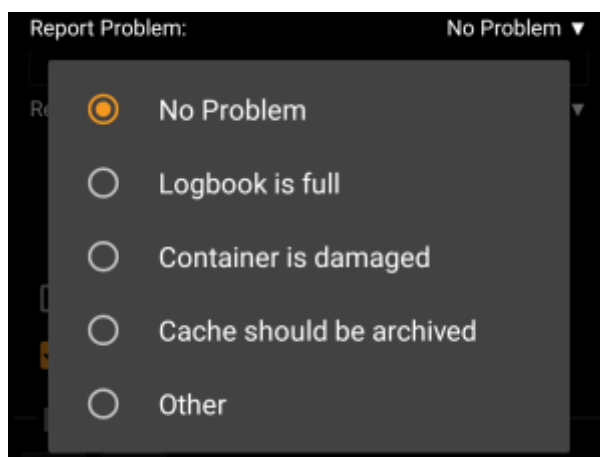 Report Problem: No Problem ▼
No Problem
Logbook is full
Container is damaged
Cache should be archived
Other